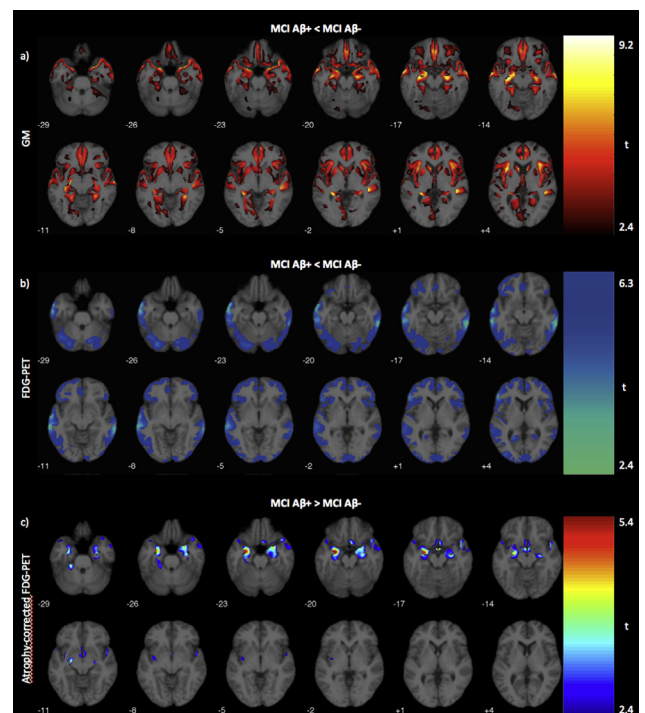 MCI Aβ+ < MCI Aβ-
a)
9.2
GM
t
2.4
-29 -26 -23 -20 -17 -14
-11 -8 -5 -2 +1 +4
MCI Aβ+ < MCI Aβ-
b)
6.3
FDG-PET
t
2.4
-29 -26 -23 -20 -17 -14
-11 -8 -5 -2 +1 +4
MCI Aβ+ > MCI Aβ-
c)
5.4
Atrophy-corrected FDG-PET
t
2.4
-29 -26 -23 -20 -17 -14
-11 -8 -5 -2 +1 +4